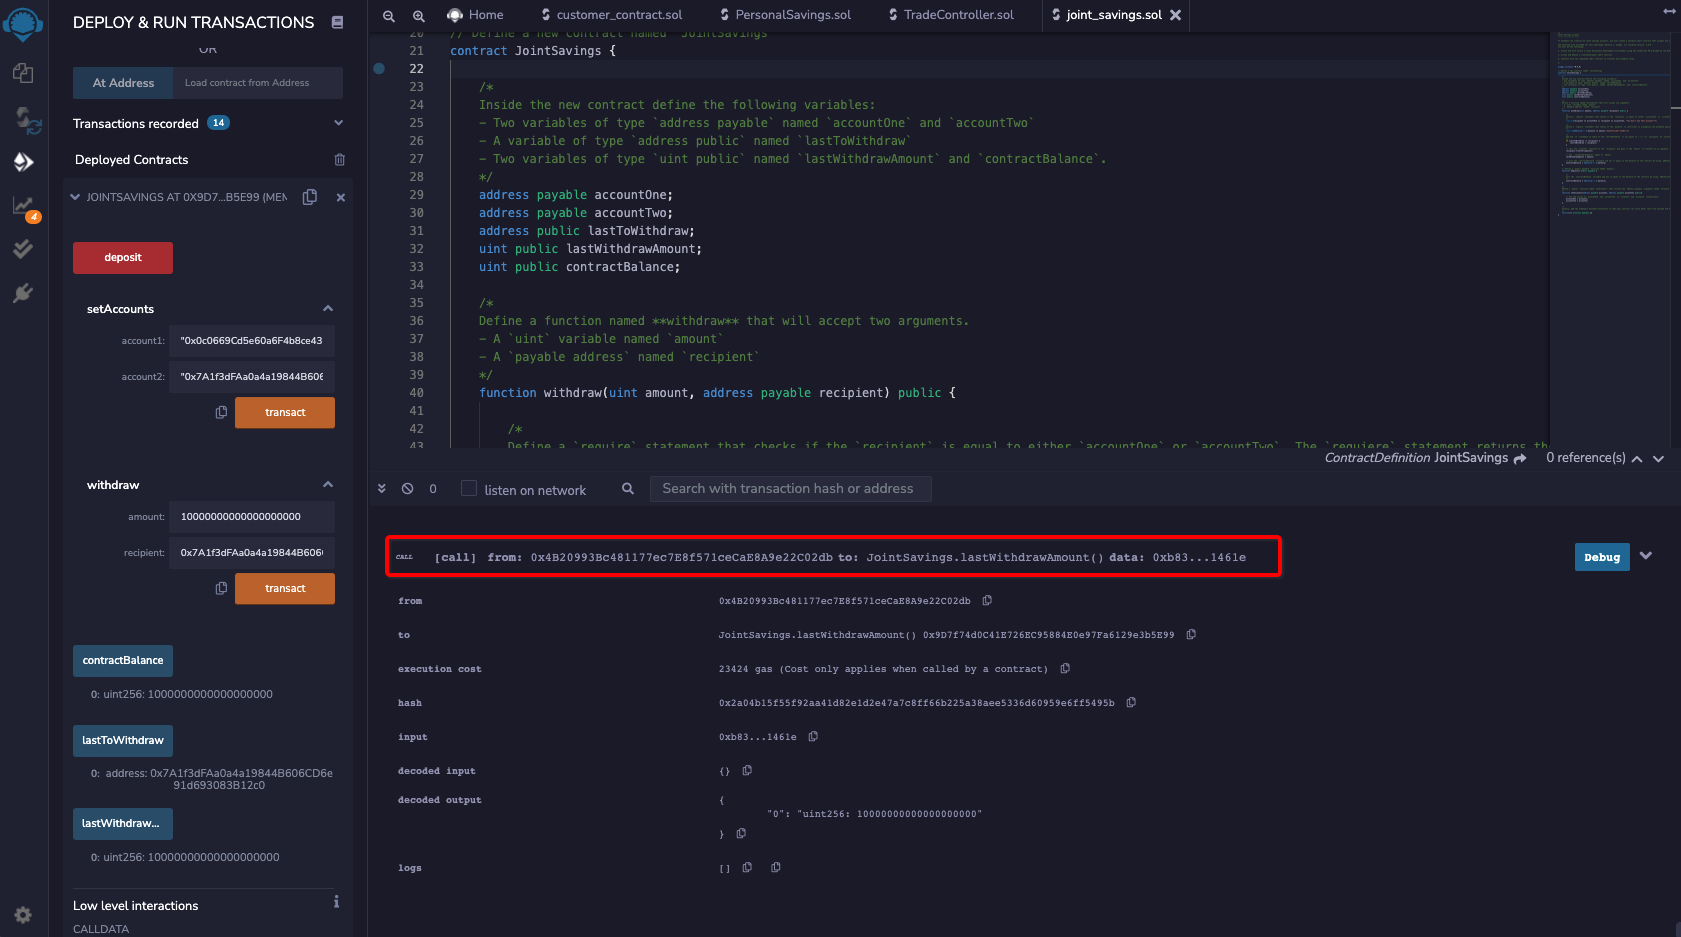 DEPLOY & RUN TRANSACTIONS
OR
At Address
Load contract from Address
Transactions recorded 14
Deployed Contracts
JOINTSAVINGS AT 0X9D7...B5E99 (MEM
deposit
setAccounts
account1: "0x0c0669Cd5e60a6F4b8ce43
account2: "0x7A1f3dFAa0a4a19844B606
transact
withdraw
amount: 10000000000000000000
recipient: 0x7A1f3dFAa0a4a19844B606
transact
contractBalance
0: uint256: 1000000000000000000
lastToWithdraw
0: address: 0x7A1f3dFAa0a4a19844B606CD6e
91d693083B12c0
lastWithdraw...
0: uint256: 10000000000000000000
Low level interactions
CALLDATA
4
Home
customer_contract.sol
PersonalSavings.sol
TradeController.sol
joint_savings.sol
20 // Define a new contract named `JointSavings`
21 contract JointSavings {
22
23 /*
24 Inside the new contract define the following variables:
25 - Two variables of type `address payable` named `accountOne` and `accountTwo`
26 - A variable of type `address public` named `lastToWithdraw`
27 - Two variables of type `uint public` named `lastWithdrawAmount` and `contractBalance`.
28 */
29 address payable accountOne;
30 address payable accountTwo;
31 address public lastToWithdraw;
32 uint public lastWithdrawAmount;
33 uint public contractBalance;
34
35 /*
36 Define a function named **withdraw** that will accept two arguments.
37 - A `uint` variable named `amount`
38 - A `payable address` named `recipient`
39 */
40 function withdraw(uint amount, address payable recipient) public {
41
42 /*
43 Define a `require` statement that checks if the `recipient` is equal to either `accountOne` or `accountTwo`. The `requiere` statement returns th
ContractDefinition JointSavings 0 reference(s)
0
listen on network
Search with transaction hash or address
CALL [call] from: 0x4B20993Bc481177ec7E8f571ceCaE8A9e22C02db to: JointSavings.lastWithdrawAmount() data: 0xb83...1461e
Debug
from 0x4B20993Bc481177ec7E8f571ceCaE8A9e22C02db
to JointSavings.lastWithdrawAmount() 0x9D7f74d0C41E726EC95884E0e97Fa6129e3b5E99
execution cost 23424 gas (Cost only applies when called by a contract)
hash 0x2a04b15f55f92aa41d82e1d2e47a7c8ff66b225a38aee5336d60959e6ff5495b
input 0xb83...1461e
decoded input {}
decoded output {
"0": "uint256: 10000000000000000000"
}
logs []